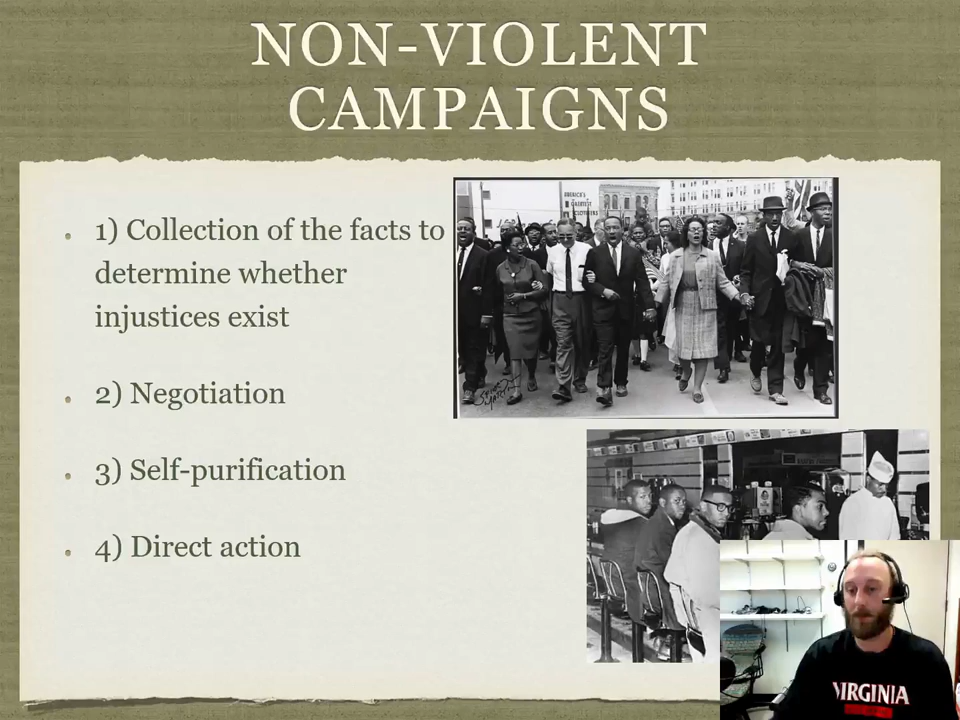 NON-VIOLENT
CAMPAIGNS
1) Collection of the facts to
determine whether
injustices exist
2) Negotiation
3) Self-purification
4) Direct action
VIRGINIA